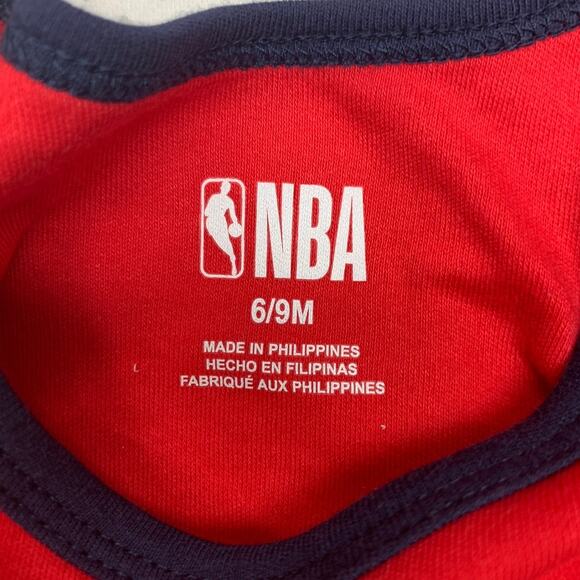 NBA
6/9M
MADE IN PHILIPPINES
HECHO EN FILIPINAS
FABRIQUÉ AUX PHILIPPINES